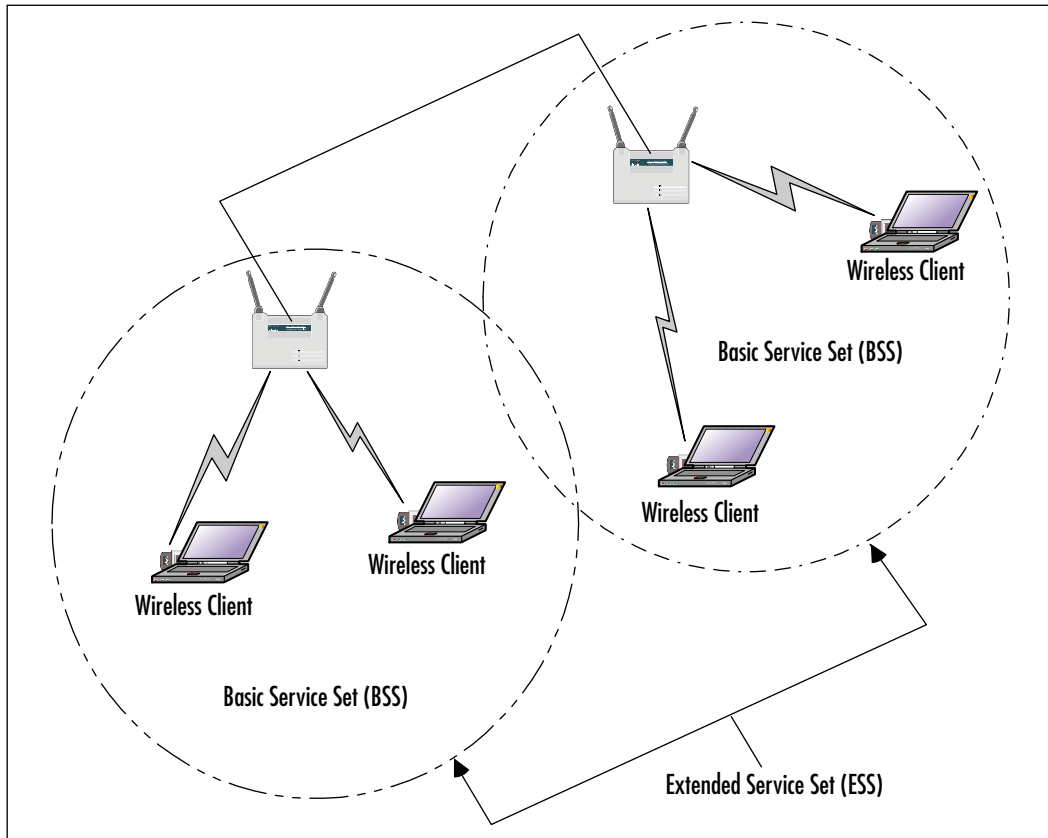 Wireless Client
Basic Service Set (BSS)
Wireless Client
Wireless Client
Wireless Client
Basic Service Set (BSS)
Extended Service Set (ESS)